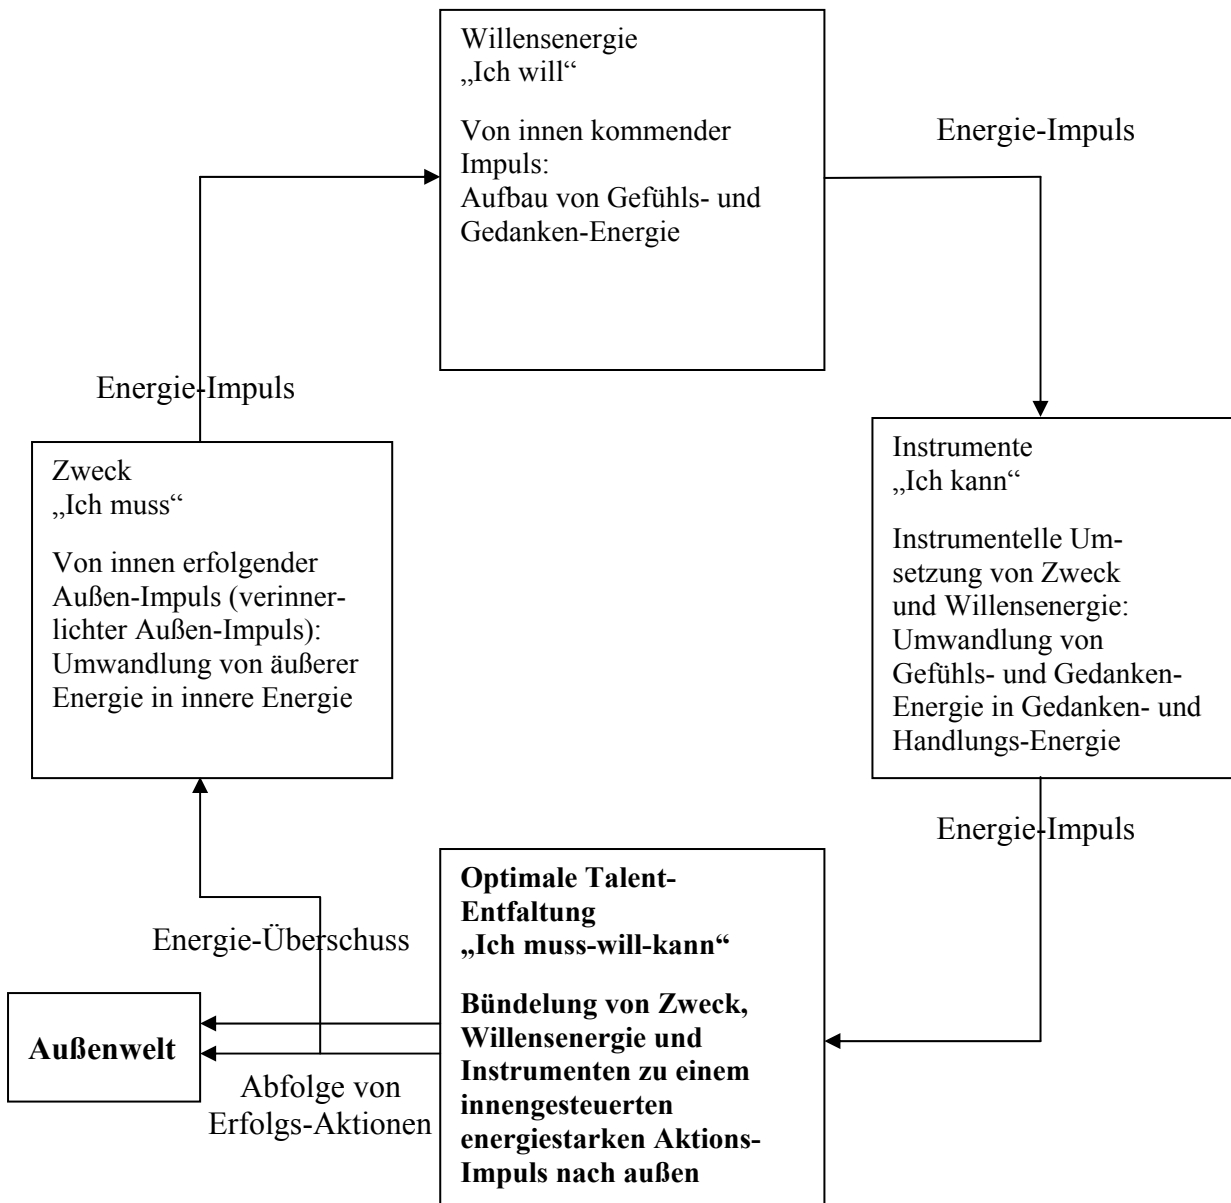 Willensenergie
„Ich will“
Von innen kommender
Impuls:
Aufbau von Gefühls- und
Gedanken-Energie
Energie-Impuls
Energie-Impuls
Zweck
„Ich muss“
Von innen erfolgender
Außen-Impuls (verinner-
lichter Außen-Impuls):
Umwandlung von äußerer
Energie in innere Energie
Instrumente
„Ich kann“
Instrumentelle Um-
setzung von Zweck
und Willensenergie:
Umwandlung von
Gefühls- und Gedanken-
Energie in Gedanken- und
Handlungs-Energie
Energie-Impuls
Optimale Talent-
Entfaltung
„Ich muss-will-kann“
Bündelung von Zweck,
Willensenergie und
Instrumenten zu einem
innengesteuerten
energiestarken Aktions-
Impuls nach außen
Energie-Überschuss
Außenwelt
Abfolge von
Erfolgs-Aktionen